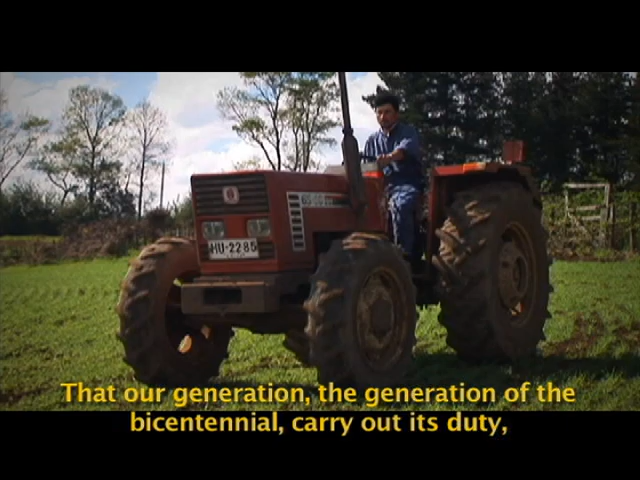 HU·2285
That our generation, the generation of the
bicentennial, carry out its duty,